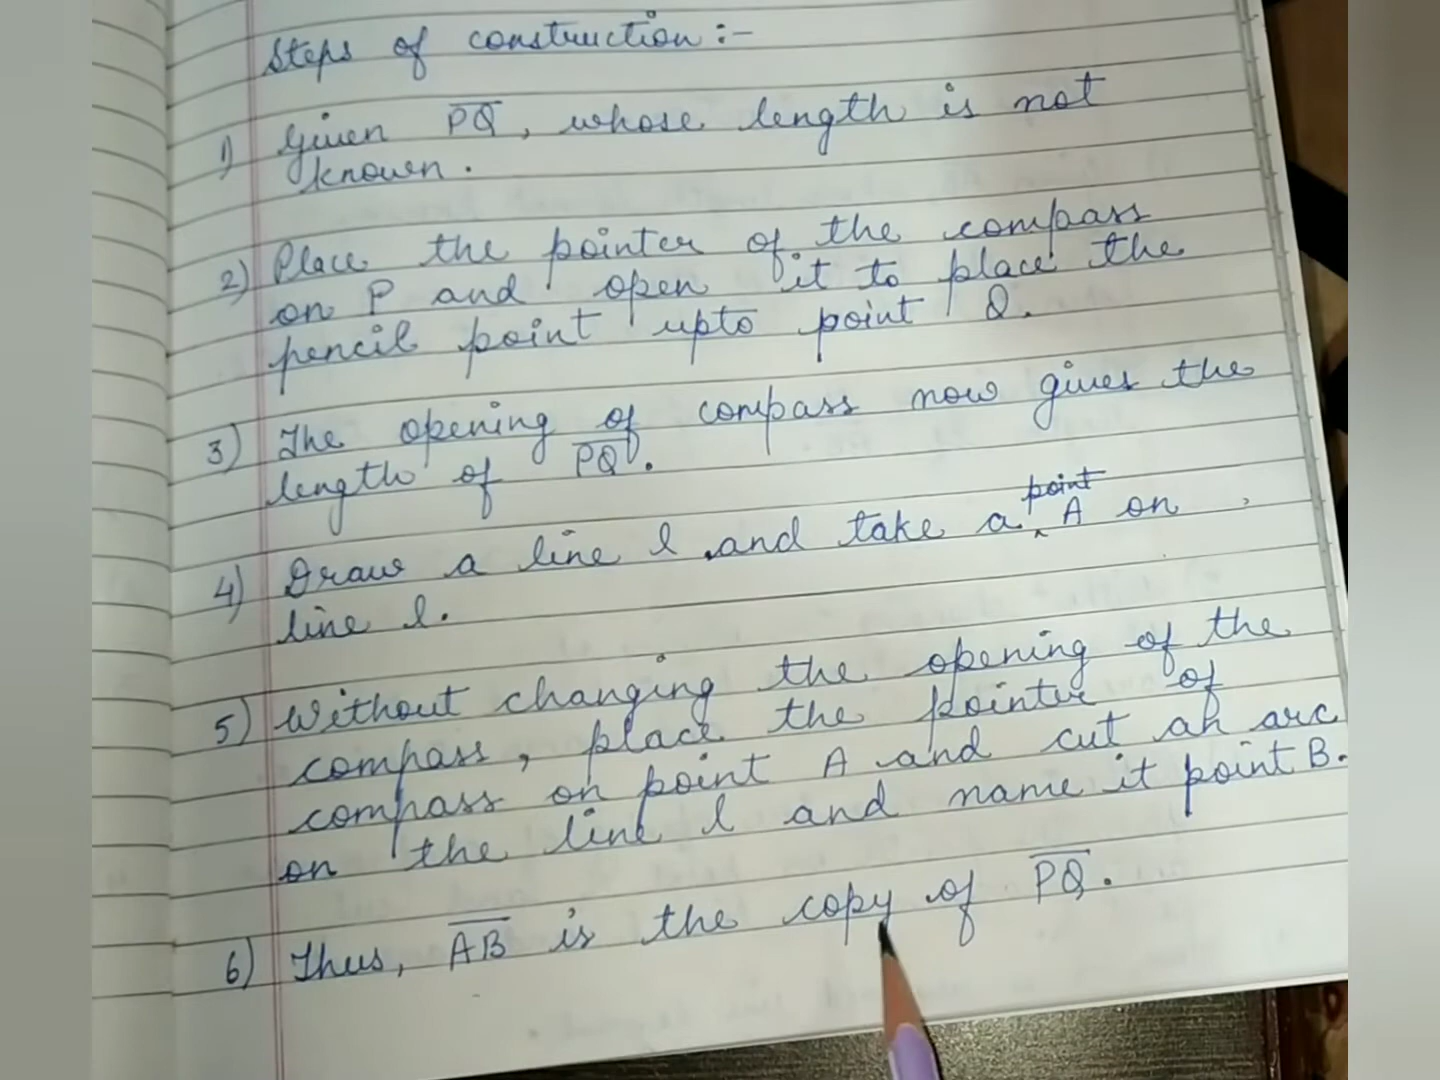 Steps of construction :-
1) Given P̅Q̅, whose length is not
known.
2) Place the pointer of the compass
on P and open it to place the
pencil point upto point Q.
3) The opening of compass now gives the
length of P̅Q̅.
4) Draw a line l and take a point A on
line l.
5) Without changing the opening of the
compass, place the pointer of
compass on point A and cut an arc
on the line l and name it point B.
6) Thus, A̅B̅ is the copy of P̅Q̅.